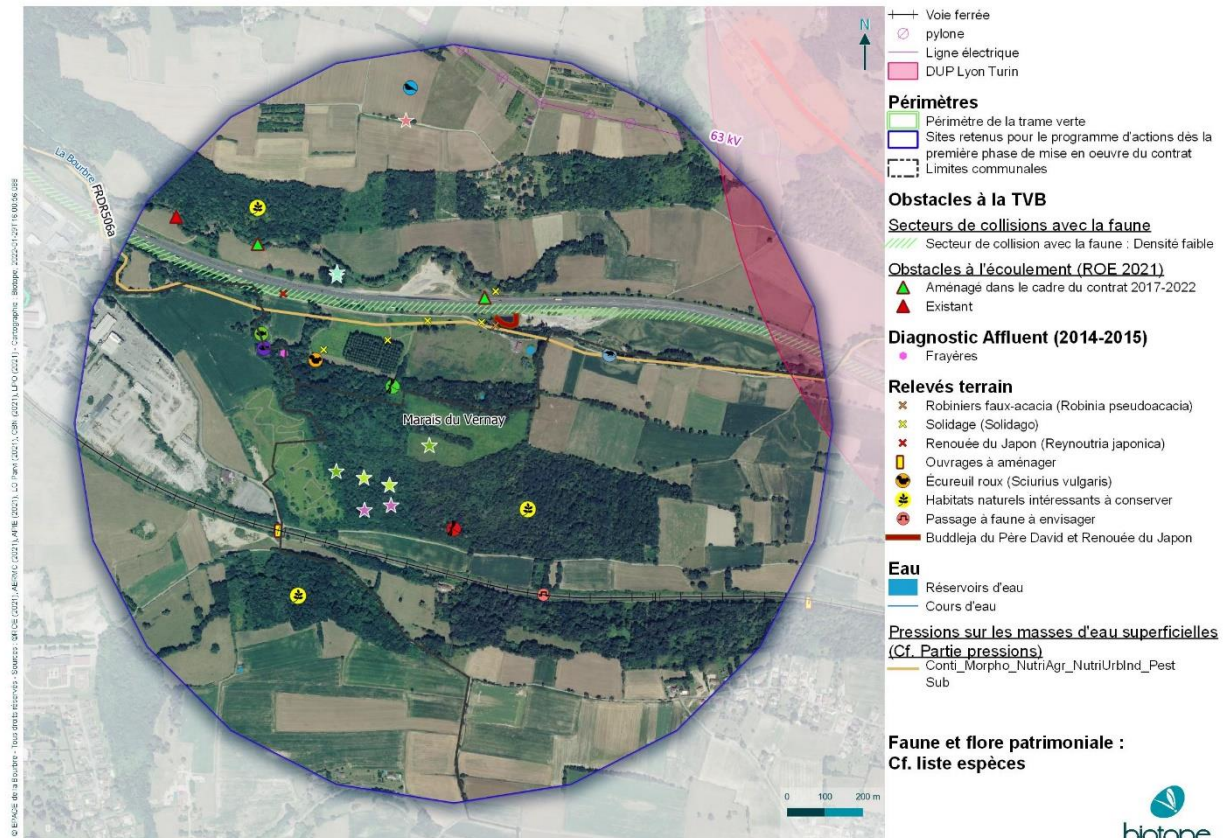 N
La Bourbre
FRDR506a
63 kV
Marais du Vernay
0 100 200 m
Voie ferrée
pylone
Ligne électrique
DUP Lyon Turin
Périmètres
Périmètre de la trame verte
Sites retenus pour le programme d'actions dès la
première phase de mise en oeuvre du contrat
Limites communales
Obstacles à la TVB
Secteurs de collisions avec la faune
Secteur de collision avec la faune : Densité faible
Obstacles à l'écoulement (ROE 2021)
Aménagé dans le cadre du contrat 2017-2022
Existant
Diagnostic Affluent (2014-2015)
Frayères
Relevés terrain
Robiniers faux-acacia (Robinia pseudoacacia)
Solidage (Solidago)
Renouée du Japon (Reynoutria japonica)
Ouvrages à aménager
Écureuil roux (Sciurius vulgaris)
Habitats naturels intéressants à conserver
Passage à faune à envisager
Buddleja du Père David et Renouée du Japon
Eau
Réservoirs d'eau
Cours d'eau
Pressions sur les masses d'eau superficielles
(Cf. Partie pressions)
Conti_Morpho_NutriAgr_NutriUrbInd_Pest
Sub
Faune et flore patrimoniale :
Cf. liste espèces
biotope